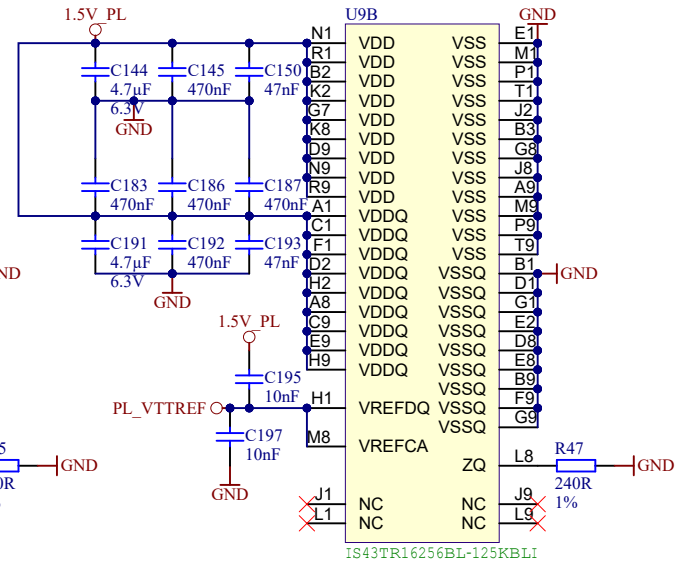 1.5V_PL
U9B
GND
C144
4.7µF
6.3V
C145
470nF
C150
47nF
GND
C183
470nF
C186
470nF
C187
470nF
C191
4.7µF
6.3V
C192
470nF
C193
47nF
GND
ND
1.5V_PL
C195
10nF
PL_VTTREF
C197
10nF
GND
N1 VDD VSS E1
R1 VDD VSS M1
B2 VDD VSS P1
K2 VDD VSS T1
G7 VDD VSS J2
K8 VDD VSS B3
D9 VDD VSS G8
N9 VDD VSS J8
R9 VDD VSS A9
A1 VDDQ VSS M9
C1 VDDQ VSS P9
F1 VDDQ VSS T9
D2 VDDQ VSSQ B1
GND
H2 VDDQ VSSQ D1
A8 VDDQ VSSQ G1
C9 VDDQ VSSQ E2
E9 VDDQ VSSQ D8
H9 VDDQ VSSQ E8
VSSQ B9
H1 VREFDQ VSSQ F9
VSSQ G9
M8 VREFCA
ZQ L8
R47
240R
1%
GND
5
0R
GND
J1 NC NC J9
L1 NC NC L9
IS43TR16256BL-125KBLI